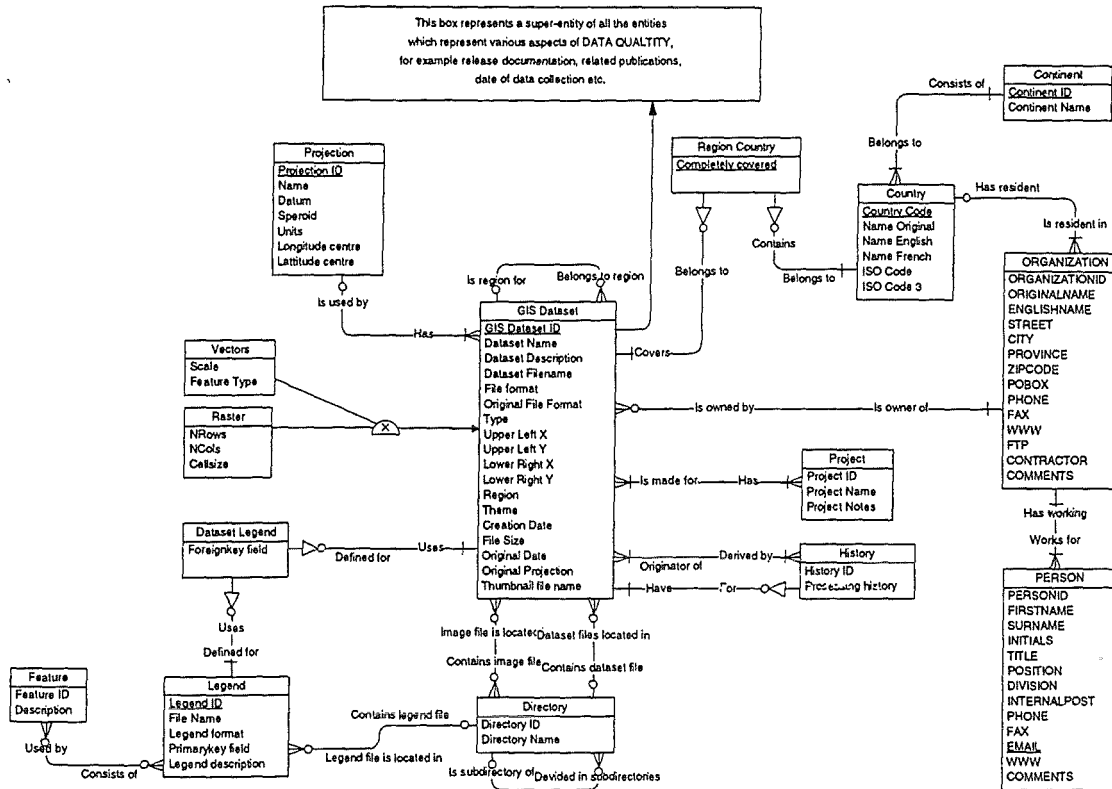 This box represents a super-entity of all the entities
which represent various aspects of DATA QUALTITY,
for example release documentation, related publications,
date of data collection etc.
Continent
Continent ID
Continent Name
Consists of
Belongs to
Projection
Projection ID
Name
Datum
Speroid
Units
Longitude centre
Lattitude centre
Region Country
Completely covered
Country
Country Code
Name Original
Name English
Name French
ISO Code
ISO Code 3
Has resident
Is resident in
Contains
Belongs to
Belongs to
Covers
Is used by
Has
Is region for
Belongs to region
GIS Dataset
GIS Dataset ID
Dataset Name
Dataset Description
Dataset Filename
File format
Original File Format
Type
Upper Left X
Upper Left Y
Lower Right X
Lower Right Y
Region
Theme
Creation Date
File Size
Original Date
Original Projection
Thumbnail file name
ORGANIZATION
ORGANIZATIONID
ORIGINALNAME
ENGLISHNAME
STREET
CITY
PROVINCE
ZIPCODE
POBOX
PHONE
FAX
WWW
FTP
CONTRACTOR
COMMENTS
Vectors
Scale
Feature Type
Raster
NRows
NCols
Cellsize
X
Is owned by
Is owner of
Project
Project ID
Project Name
Project Notes
Is made for
Has
Has working
Works for
Dataset Legend
Foreignkey field
Defined for
Uses
Originator of
Derived by
History
History ID
Processing history
Have
For
PERSON
PERSONID
FIRSTNAME
SURNAME
INITIALS
TITLE
POSITION
DIVISION
INTERNALPOST
PHONE
FAX
EMAIL
WWW
COMMENTS
Uses
Defined for
Image file is locatec
Dataset files located in
Contains image file
Contains dataset file
Feature
Feature ID
Description
Legend
Legend ID
File Name
Legend format
Primarykey field
Legend description
Used by
Consists of
Contains legend file
Legend file is located in
Directory
Directory ID
Directory Name
Is subdirectory of
Devided in subdirectories